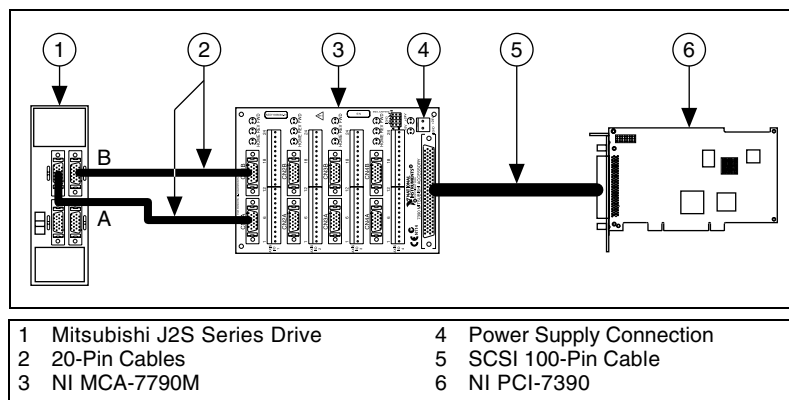 1 2 3 4 5 6
B
A
1 Mitsubishi J2S Series Drive
2 20-Pin Cables
3 NI MCA-7790M
4 Power Supply Connection
5 SCSI 100-Pin Cable
6 NI PCI-7390